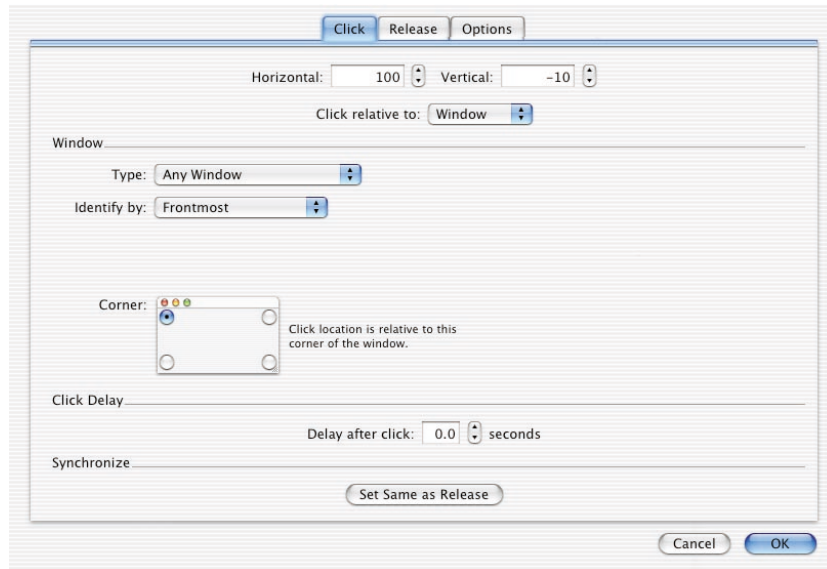 Click Release Options
Horizontal: 100 Vertical: -10
Click relative to: Window
Window
Type: Any Window
Identify by: Frontmost
Corner:
Click location is relative to this
corner of the window.
Click Delay
Delay after click: 0.0 seconds
Synchronize
Set Same as Release
Cancel OK